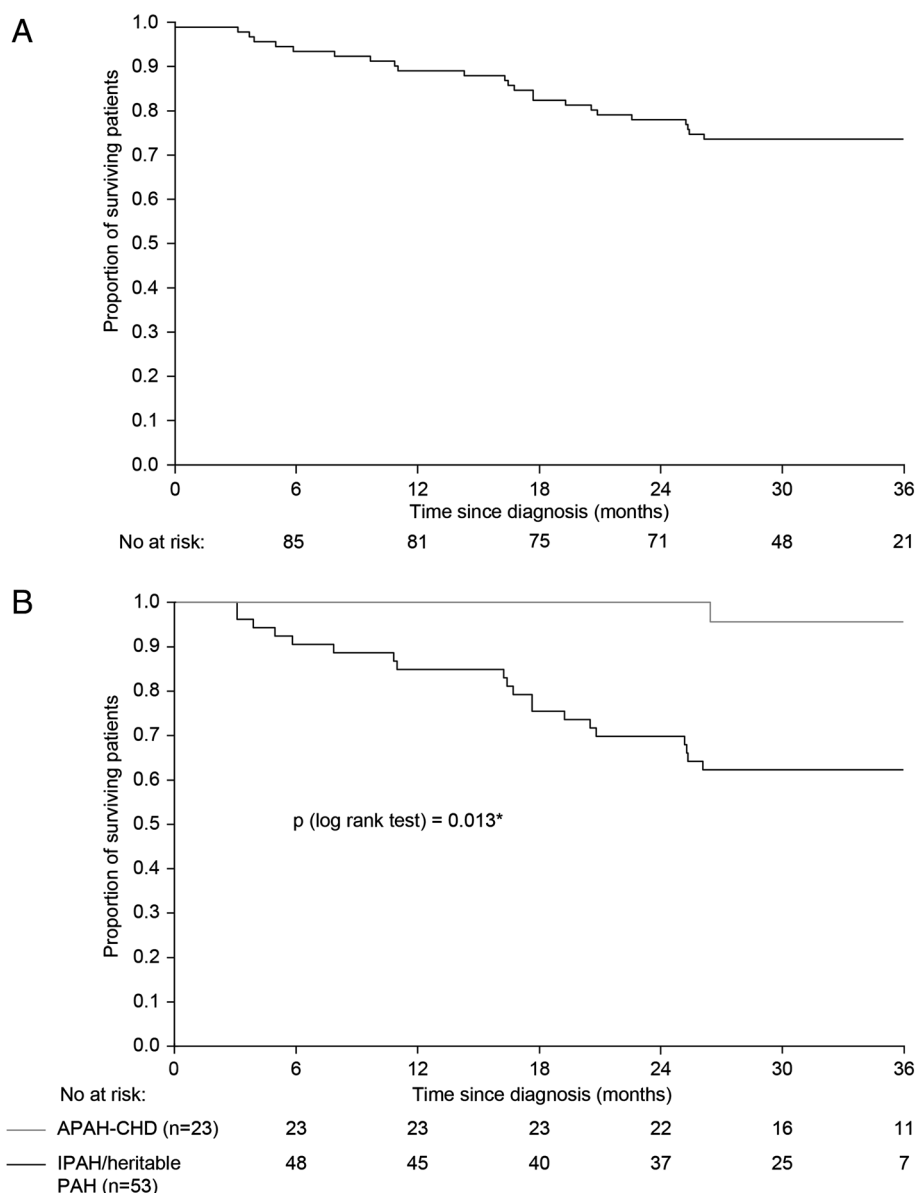 A
Proportion of surviving patients
1.0
0.9
0.8
0.7
0.6
0.5
0.4
0.3
0.2
0.1
0.0
0 6 12 18 24 30 36
Time since diagnosis (months)
No at risk: 85 81 75 71 48 21
B
Proportion of surviving patients
1.0
0.9
0.8
0.7
0.6
0.5
0.4
0.3
0.2
0.1
0.0
p (log rank test) = 0.013*
0 6 12 18 24 30 36
No at risk: Time since diagnosis (months)
APAH-CHD (n=23) 23 23 23 22 16 11
IPAH/heritable 48 45 40 37 25 7
PAH (n=53)